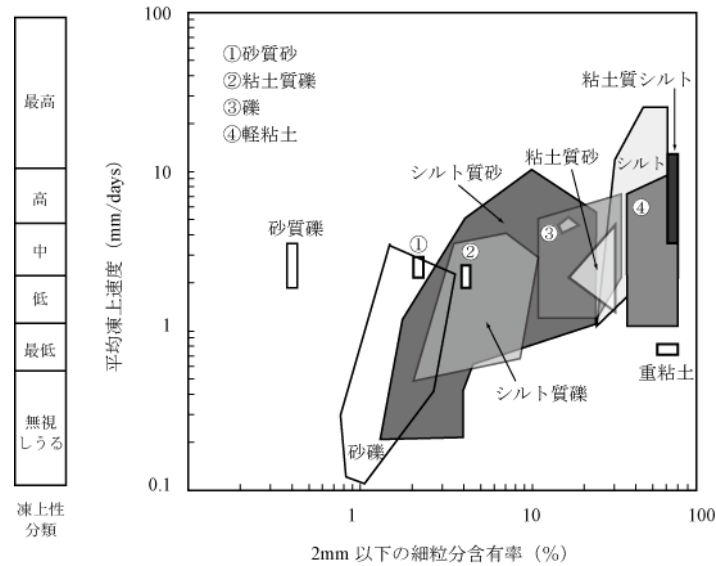 最高
高
中
低
最低
無視
しうる
凍上性
分類
平均凍上速度 (mm/days)
100
10
1
0.1
①砂質砂
②粘土質礫
③礫
④軽粘土
粘土質シルト
シルト
粘土質砂
シルト質砂
砂質礫
①
②
③
④
重粘土
シルト質礫
砂礫
1
10
100
2mm 以下の細粒分含有率 (%)